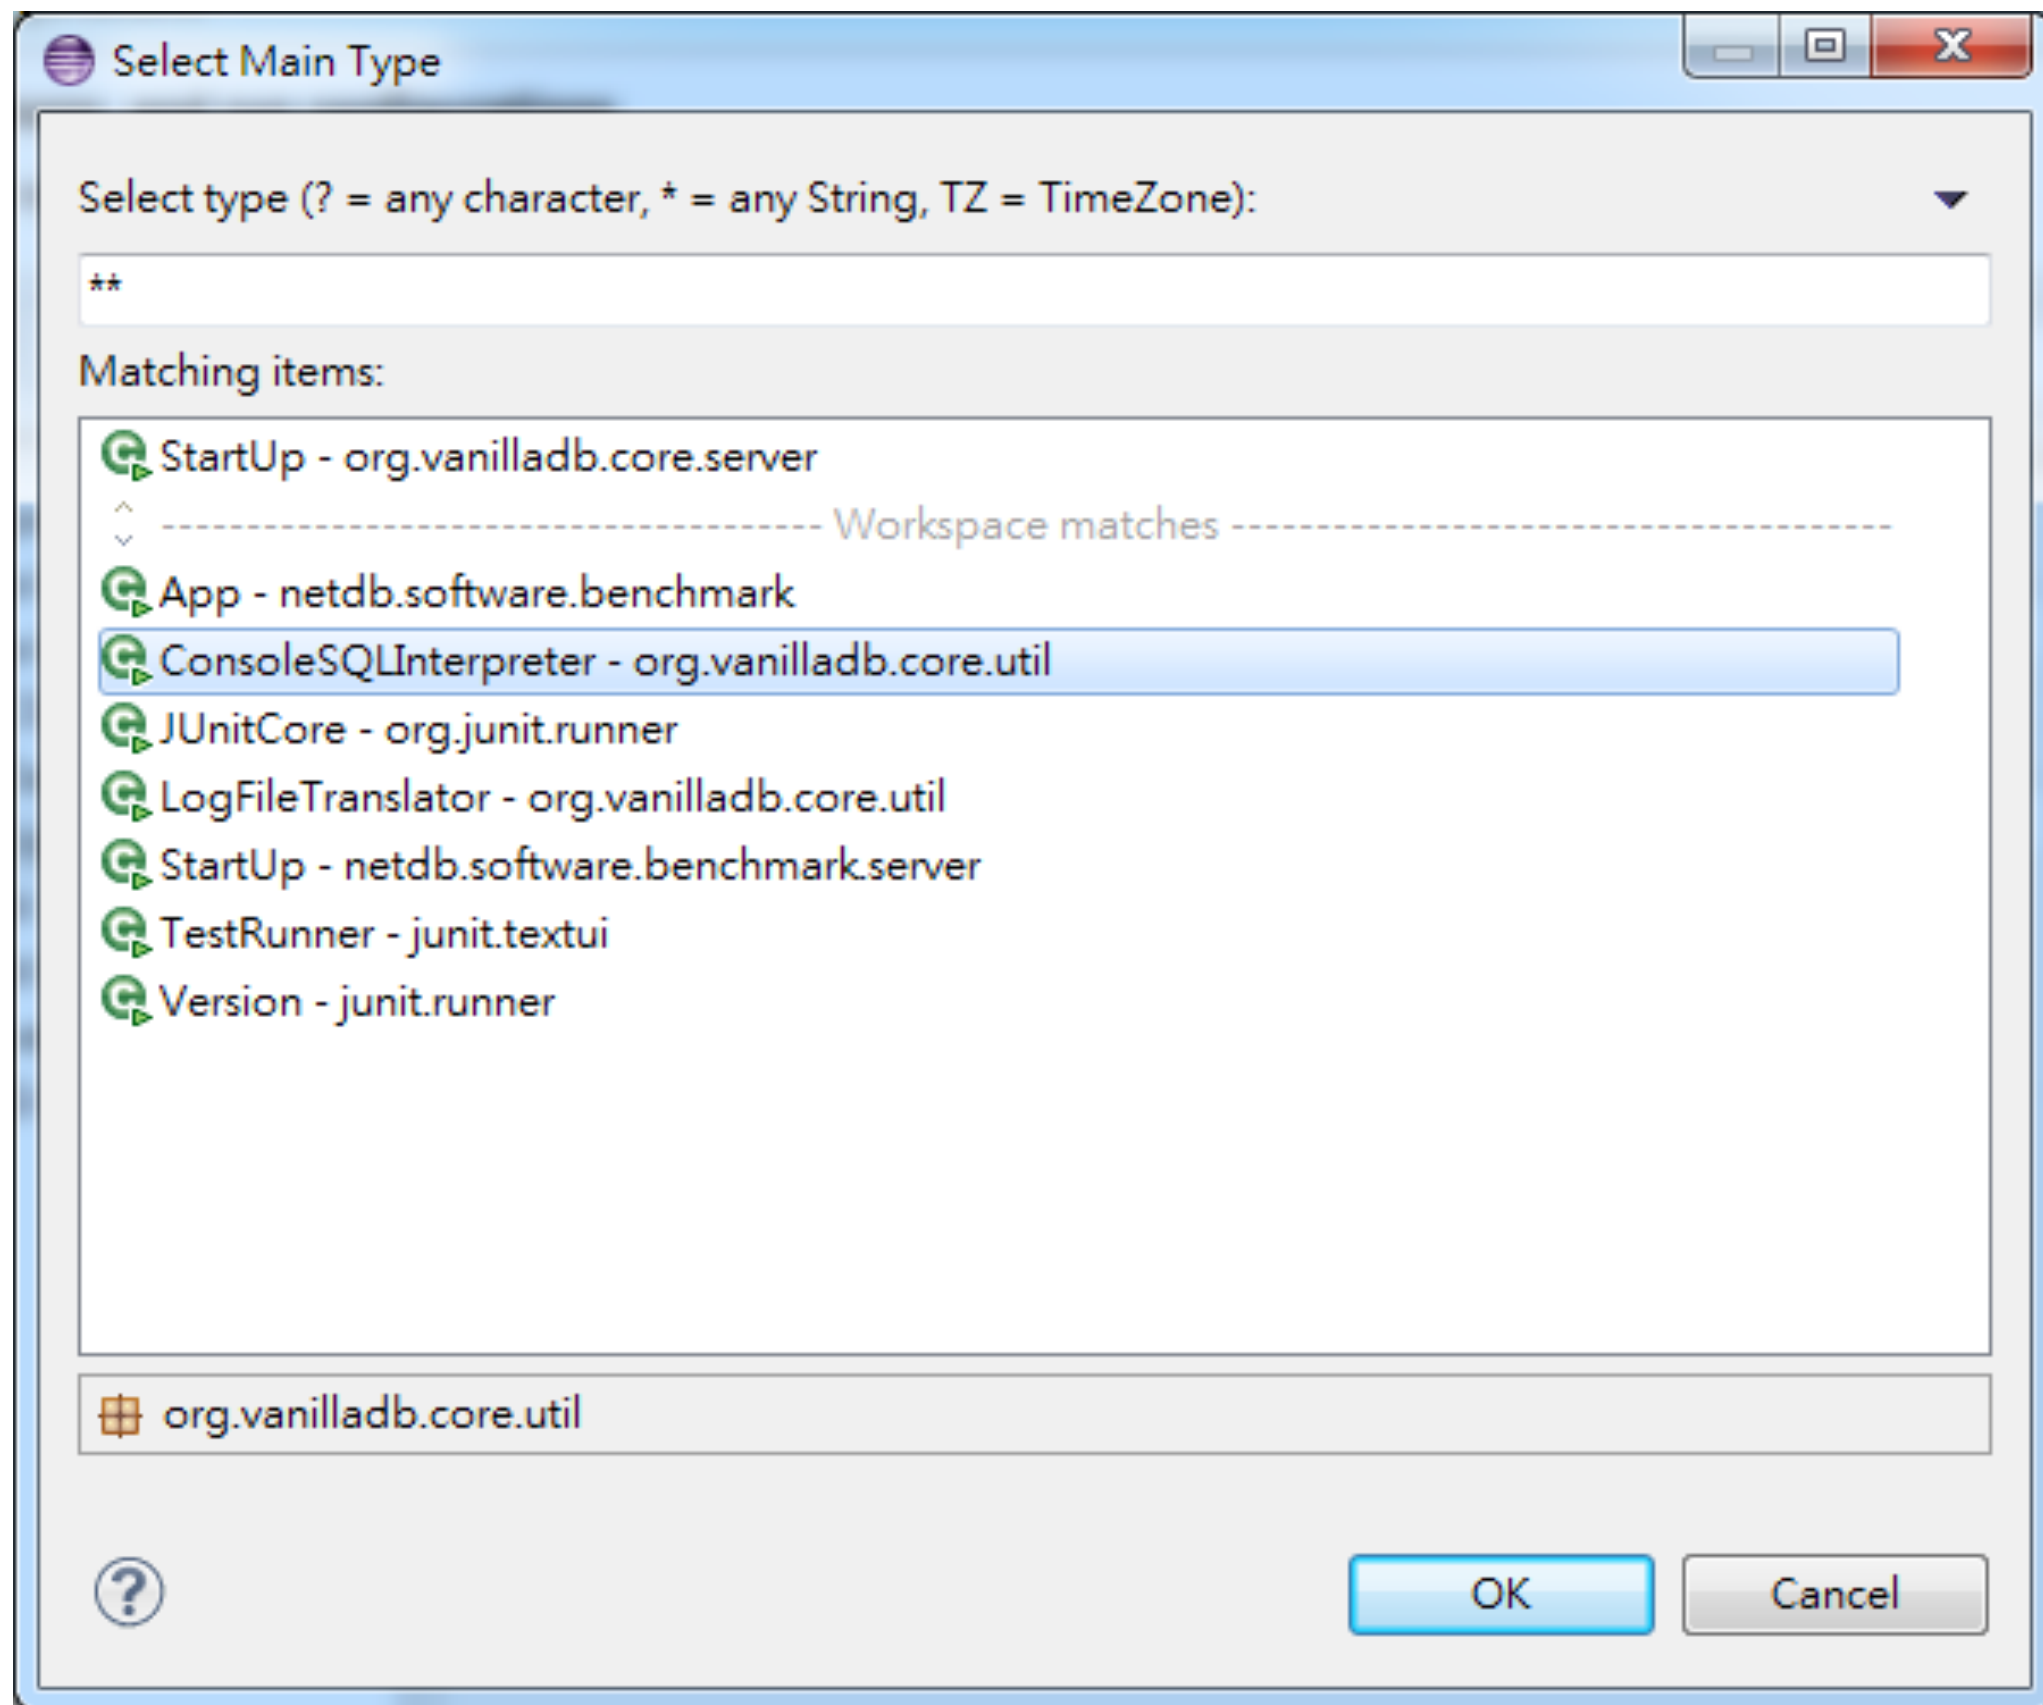 Select Main Type
Select type (? = any character, * = any String, TZ = TimeZone):
**
Matching items:
StartUp - org.vanilladb.core.server
------------------------------------- Workspace matches -------------------------------------
App - netdb.software.benchmark
ConsoleSQLInterpreter - org.vanilladb.core.util
JUnitCore - org.junit.runner
LogFileTranslator - org.vanilladb.core.util
StartUp - netdb.software.benchmark.server
TestRunner - junit.textui
Version - junit.runner
org.vanilladb.core.util
OK Cancel